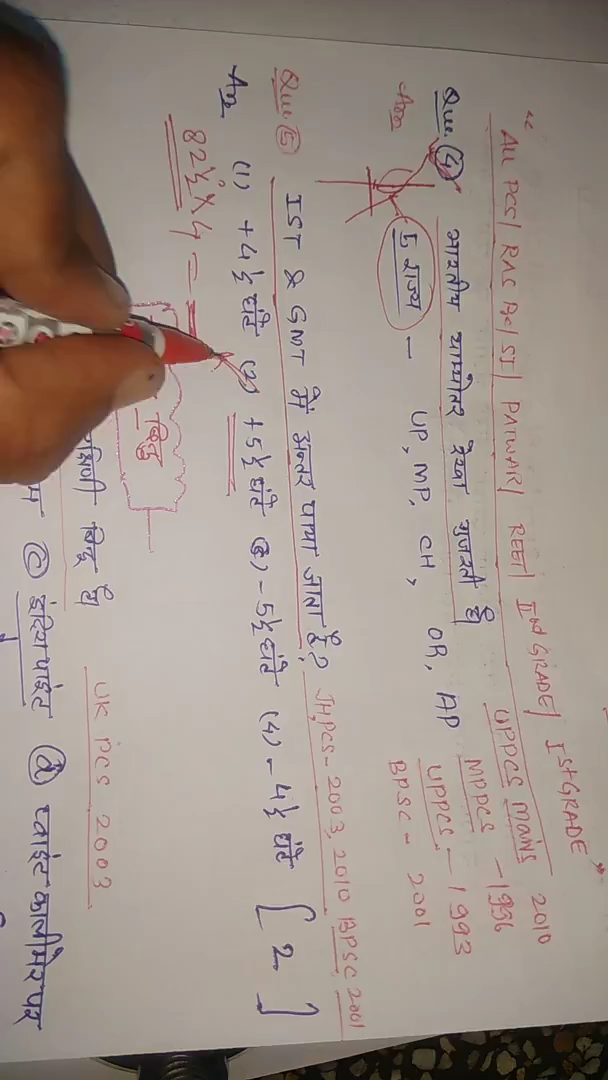 “ ALL PCS/ RAS Pre/ SI/ PATWAR/ REET/ IInd GRADE/ Ist GRADE”
Que. (4) भारतीय याम्योत्तर रेखा गुजरती है।
UPPCS mains 2010
MPPCS - 1996
UPPCS - 1993
BPSC - 2001
Ans 5 राज्य - UP, MP, CH, OR, AP
Que (5) IST & GMT में अन्तर पाया जाता है? JHPCS - 2003, 2010 BPSC 2001
Ans (1) +4½ घंटे (2) +5½ घंटे (3) -5½ घंटे (4) -4½ घंटे [2]
82½ x 4 =
बिन्दु
बिन्दू है। UK PCS 2003
(c) इंदिरा पाइंट (d) प्वाइंट कालीमेर पर